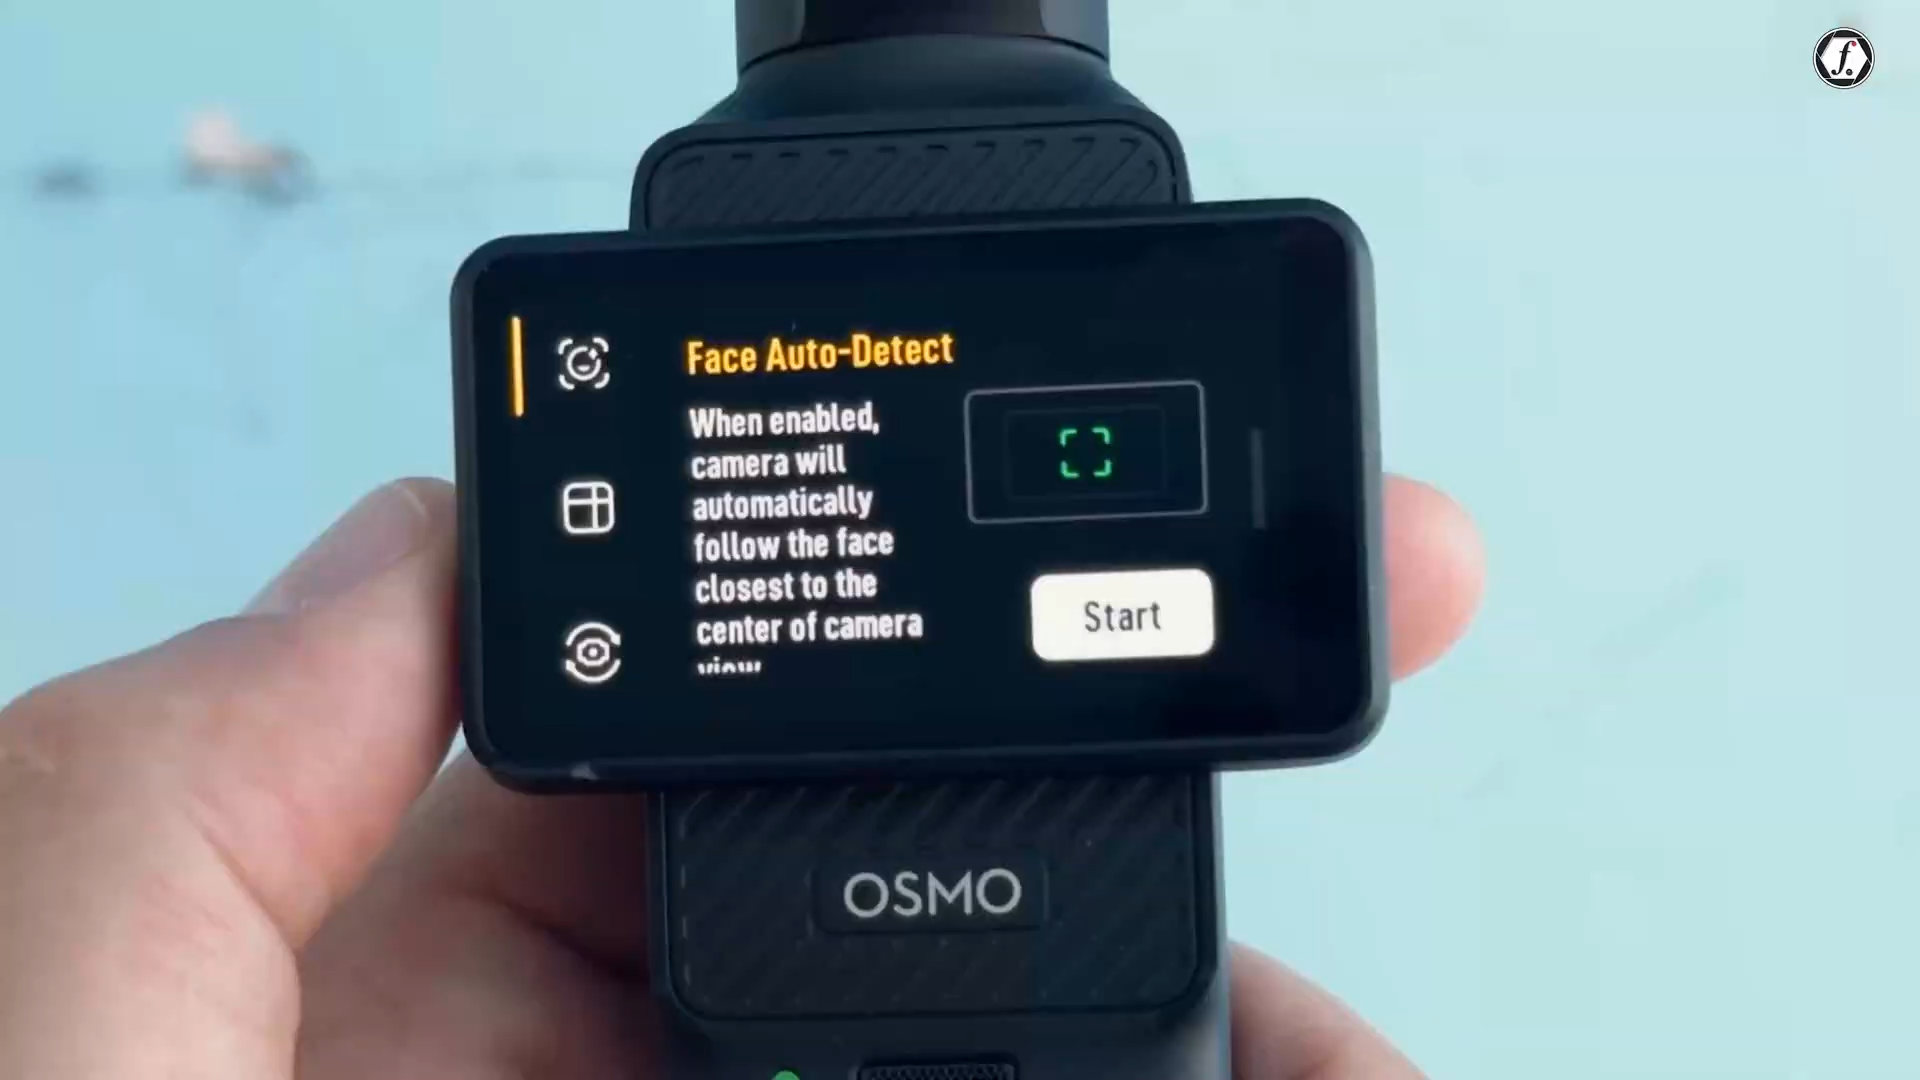 f.
Face Auto-Detect
When enabled,
camera will
automatically
follow the face
closest to the
center of camera
view
Start
OSMO